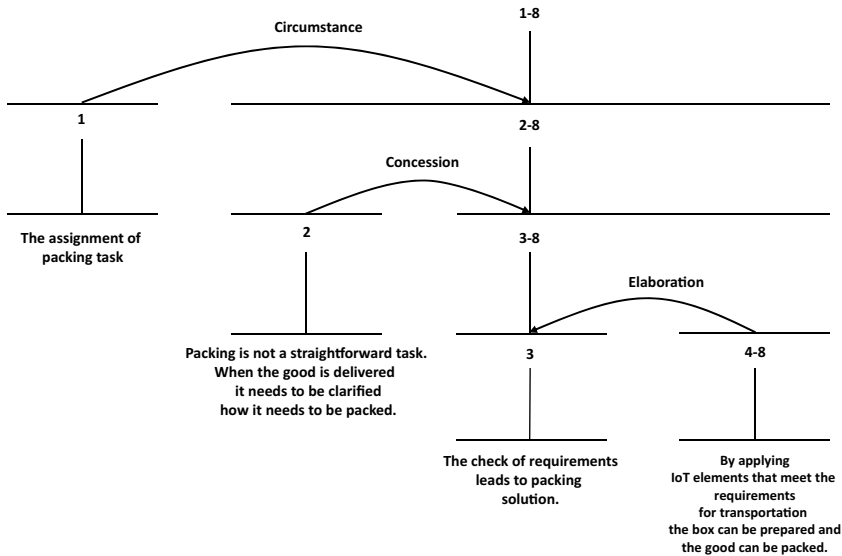 1-8
Circumstance
1
2-8
Concession
The assignment of
packing task
2
3-8
Elaboration
Packing is not a straightforward task.
When the good is delivered
it needs to be clarified
how it needs to be packed.
3
4-8
The check of requirements
leads to packing
solution.
By applying
IoT elements that meet the
requirements
for transportation
the box can be prepared and
the good can be packed.